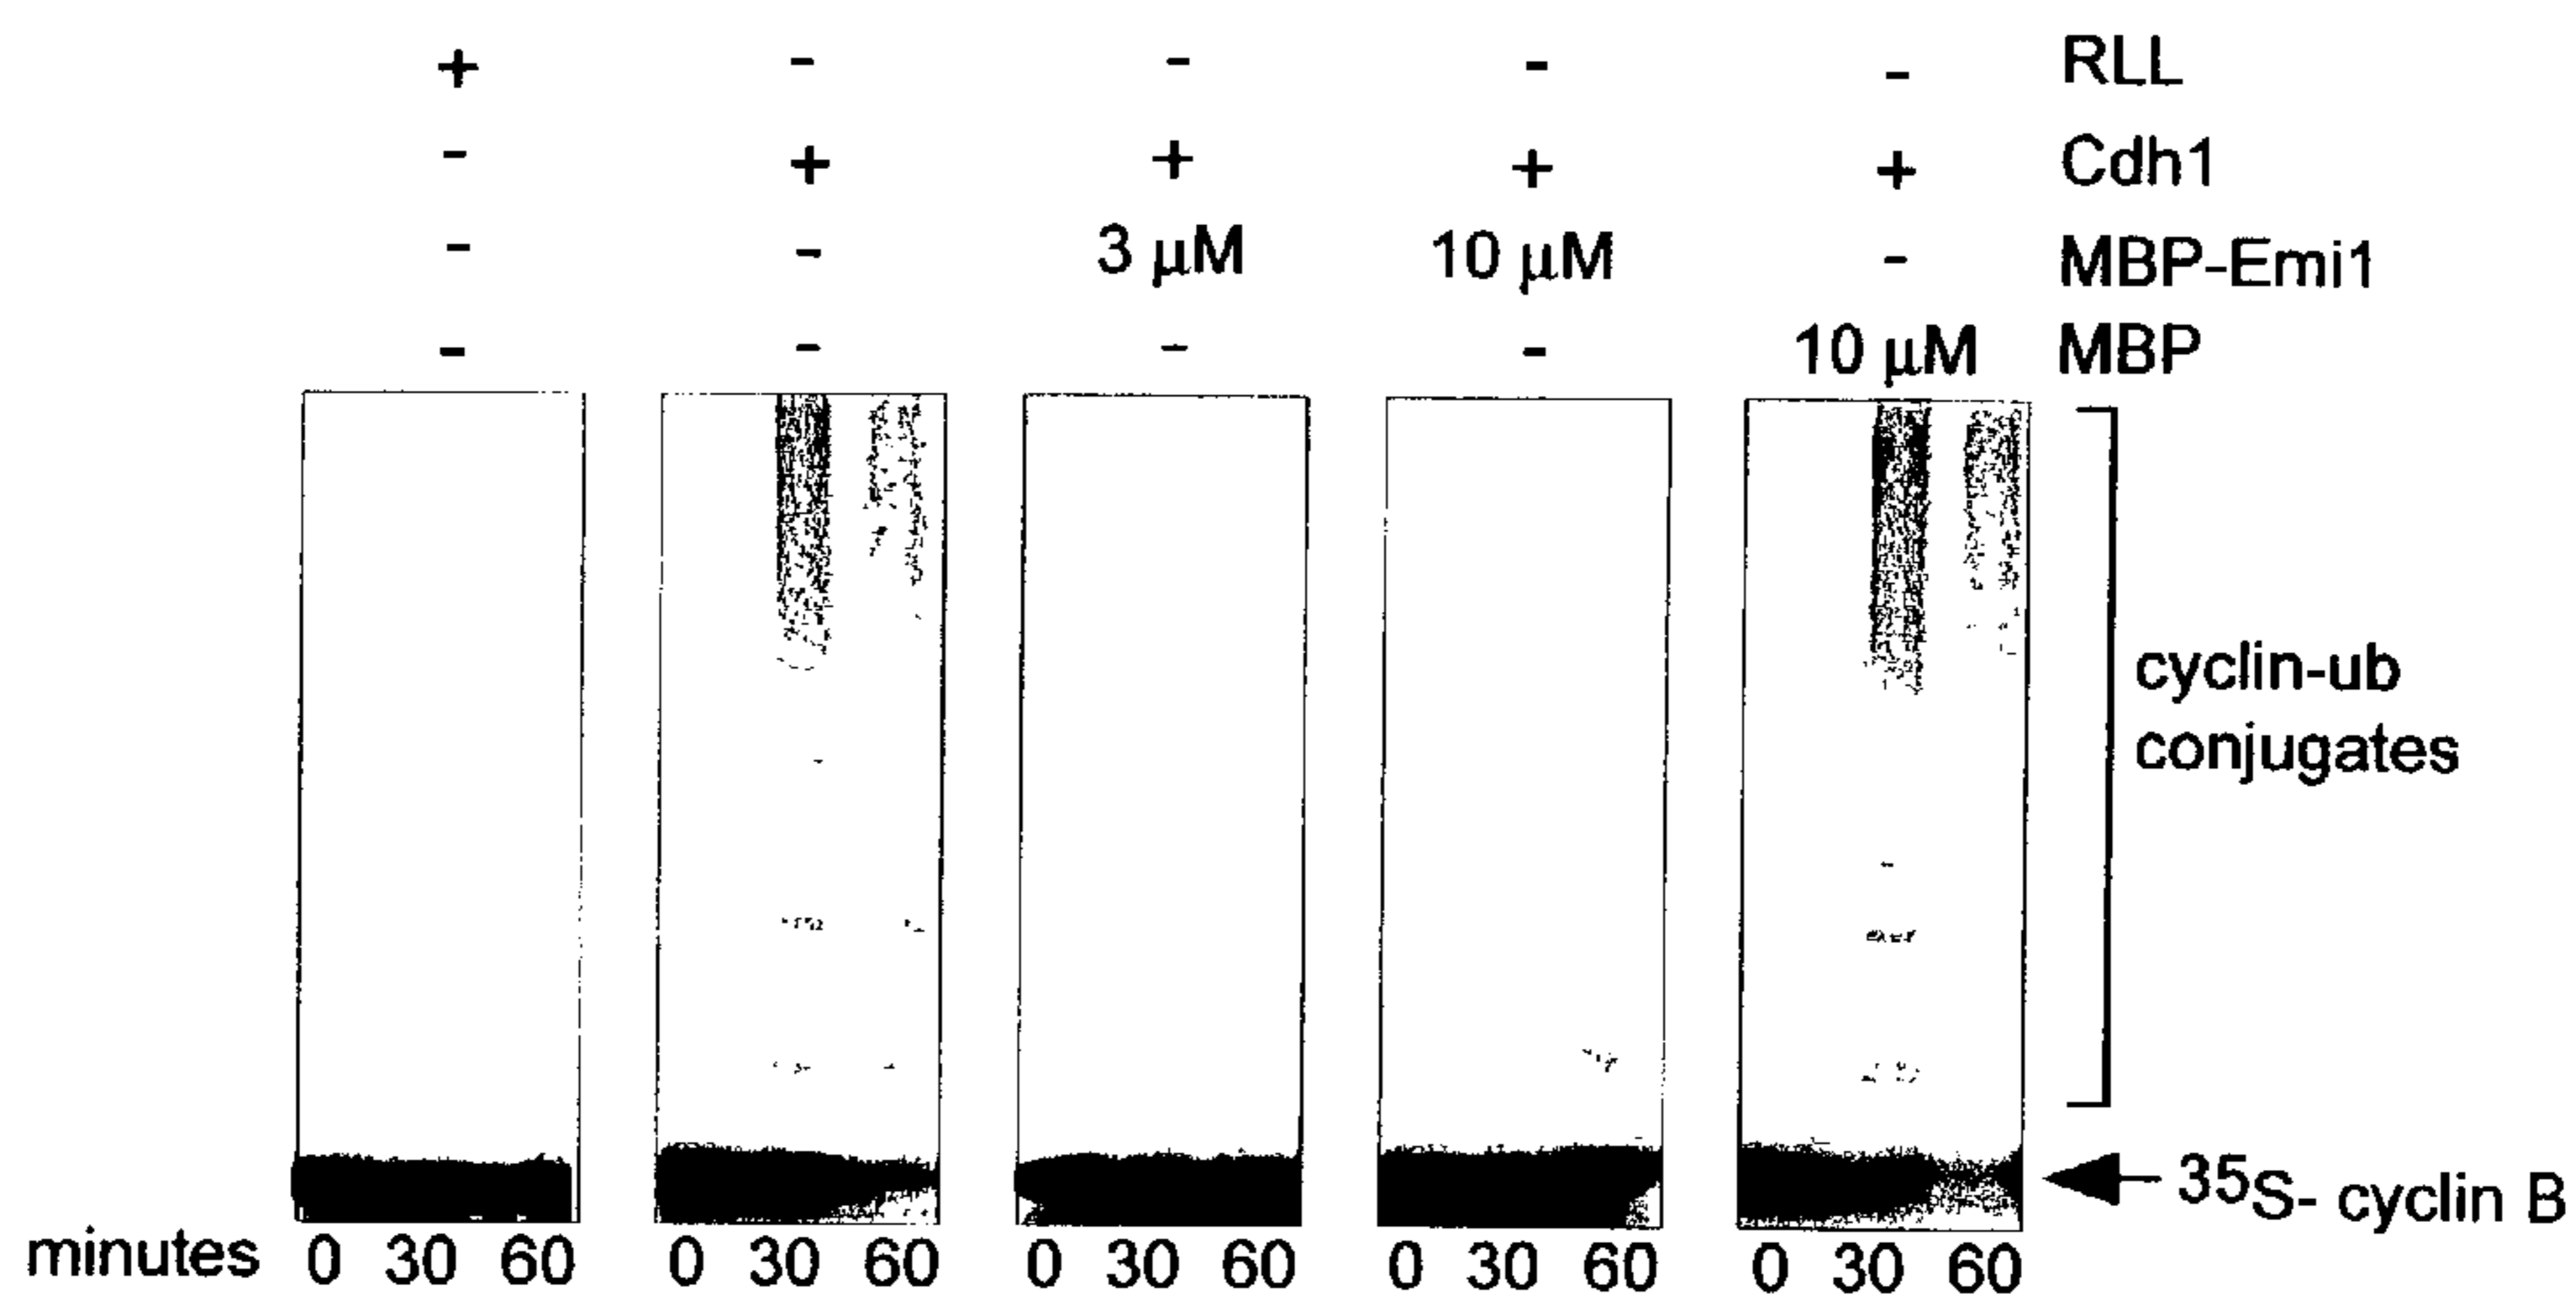 + - - - - RLL
- + + + + Cdh1
- - 3 μM 10 μM - MBP-Emi1
- - - - 10 μM MBP
cyclin-ub
conjugates
35S- cyclin B
minutes 0 30 60 0 30 60 0 30 60 0 30 60 0 30 60